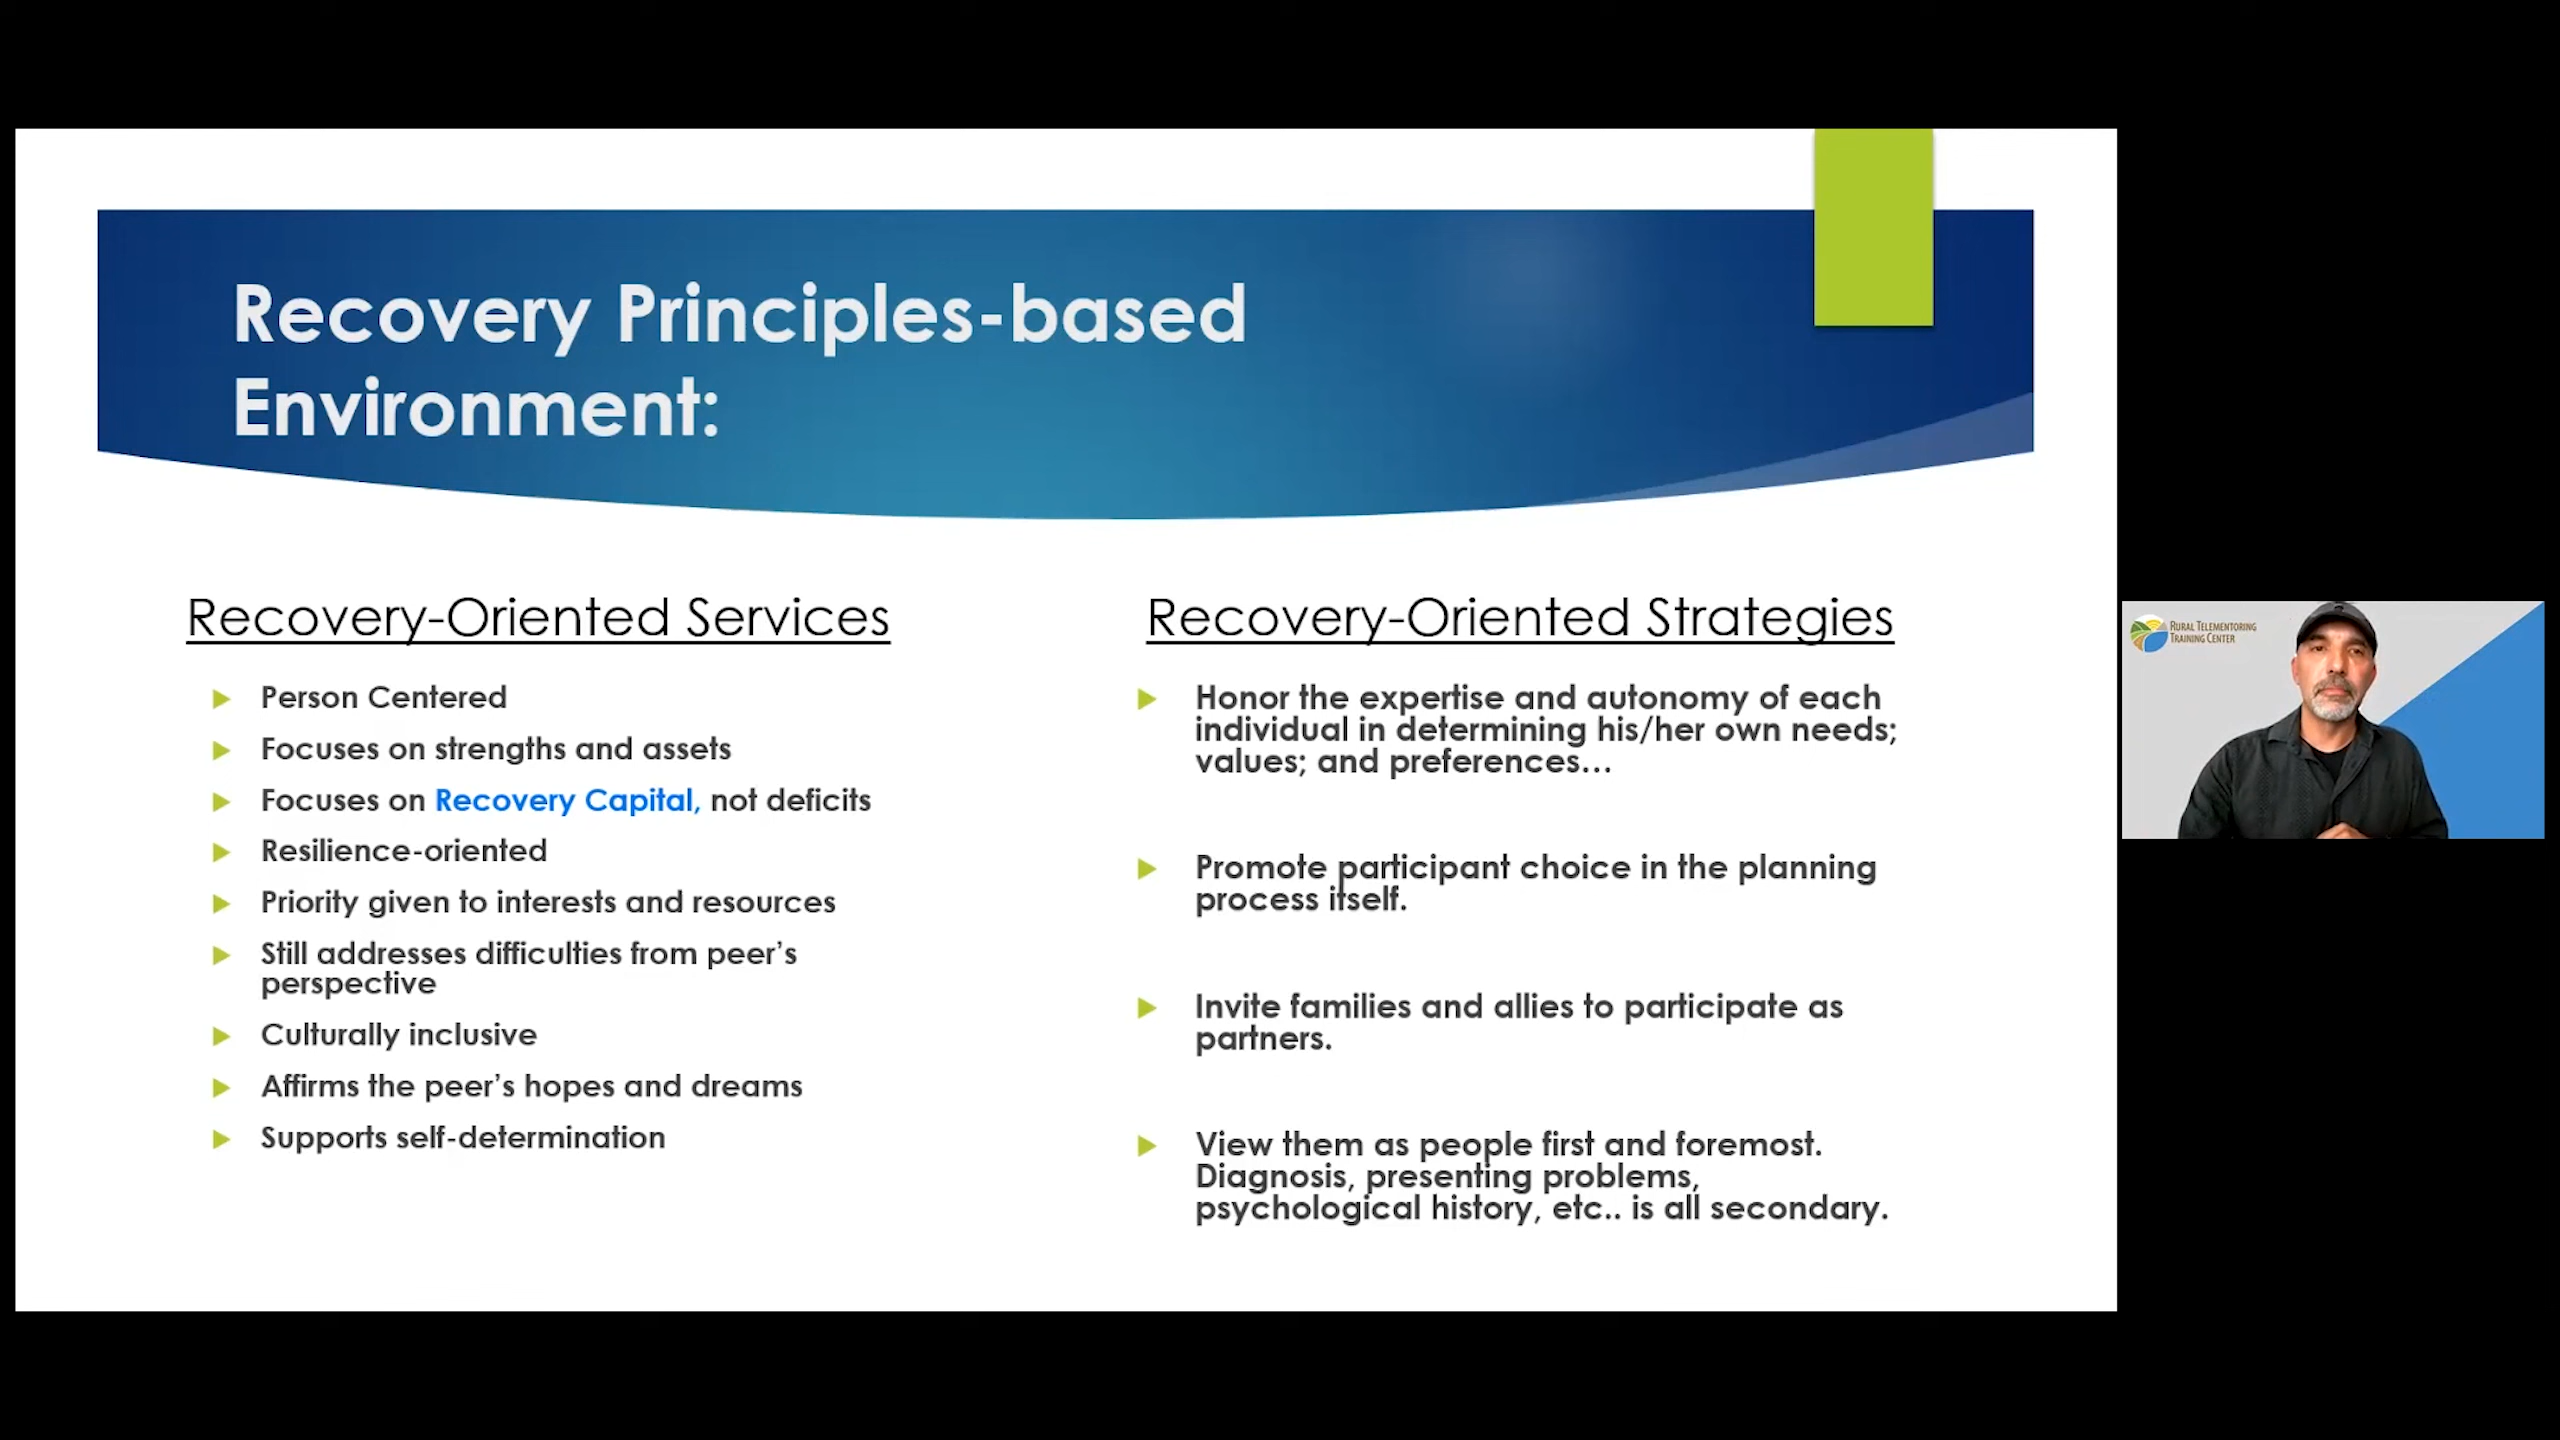 Recovery Principles-based
Environment:
Recovery-Oriented Services
Person Centered
Focuses on strengths and assets
Focuses on Recovery Capital, not deficits
Resilience-oriented
Priority given to interests and resources
Still addresses difficulties from peer’s
perspective
Culturally inclusive
Affirms the peer’s hopes and dreams
Supports self-determination
Recovery-Oriented Strategies
Honor the expertise and autonomy of each
individual in determining his/her own needs;
values; and preferences…
Promote participant choice in the planning
process itself.
Invite families and allies to participate as
partners.
View them as people first and foremost.
Diagnosis, presenting problems,
psychological history, etc.. is all secondary.
RURAL TELEMENTORING
TRAINING CENTER